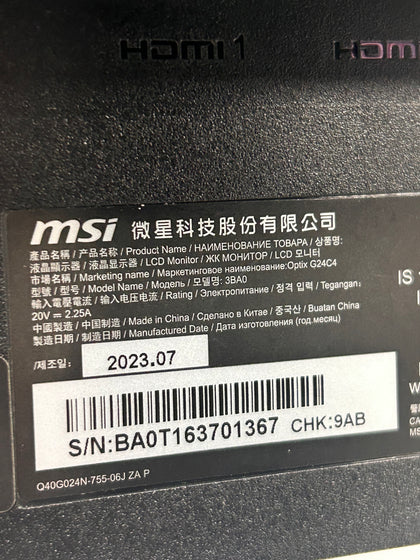 HDMI 1
HDM
msi 微星科技股份有限公司
產品名稱 / 产品名称 / Product Name / НАИМЕНОВАНИЕ ТОВАРА / 상품명:
液晶顯示器 / 液晶显示器 / LCD Monitor / ЖК МОНИТОР / LCD 모니터
市場名稱 / Marketing name / Маркетинговое наименование:Optix G24C4
型號 / 型号 / Model Name / Модель / 모델명: 3BA0
輸入電壓電流 / 输入电压电流 / Rating / Электропитание / 정격 입력 / Tegangan:
20V ⎓ 2.25A
中國製造 / 中国制造 / Made in China / Сделано в Китае / 중국산 / Buatan China
製造日期 / 制造日期 / Manufactured Date / Дата изготовления (год.месяц)
/제조일: 2023.07
S/N:BA0T163701367 CHK:9AB
Q40G024N-755-06J ZA P
IS
W
MS